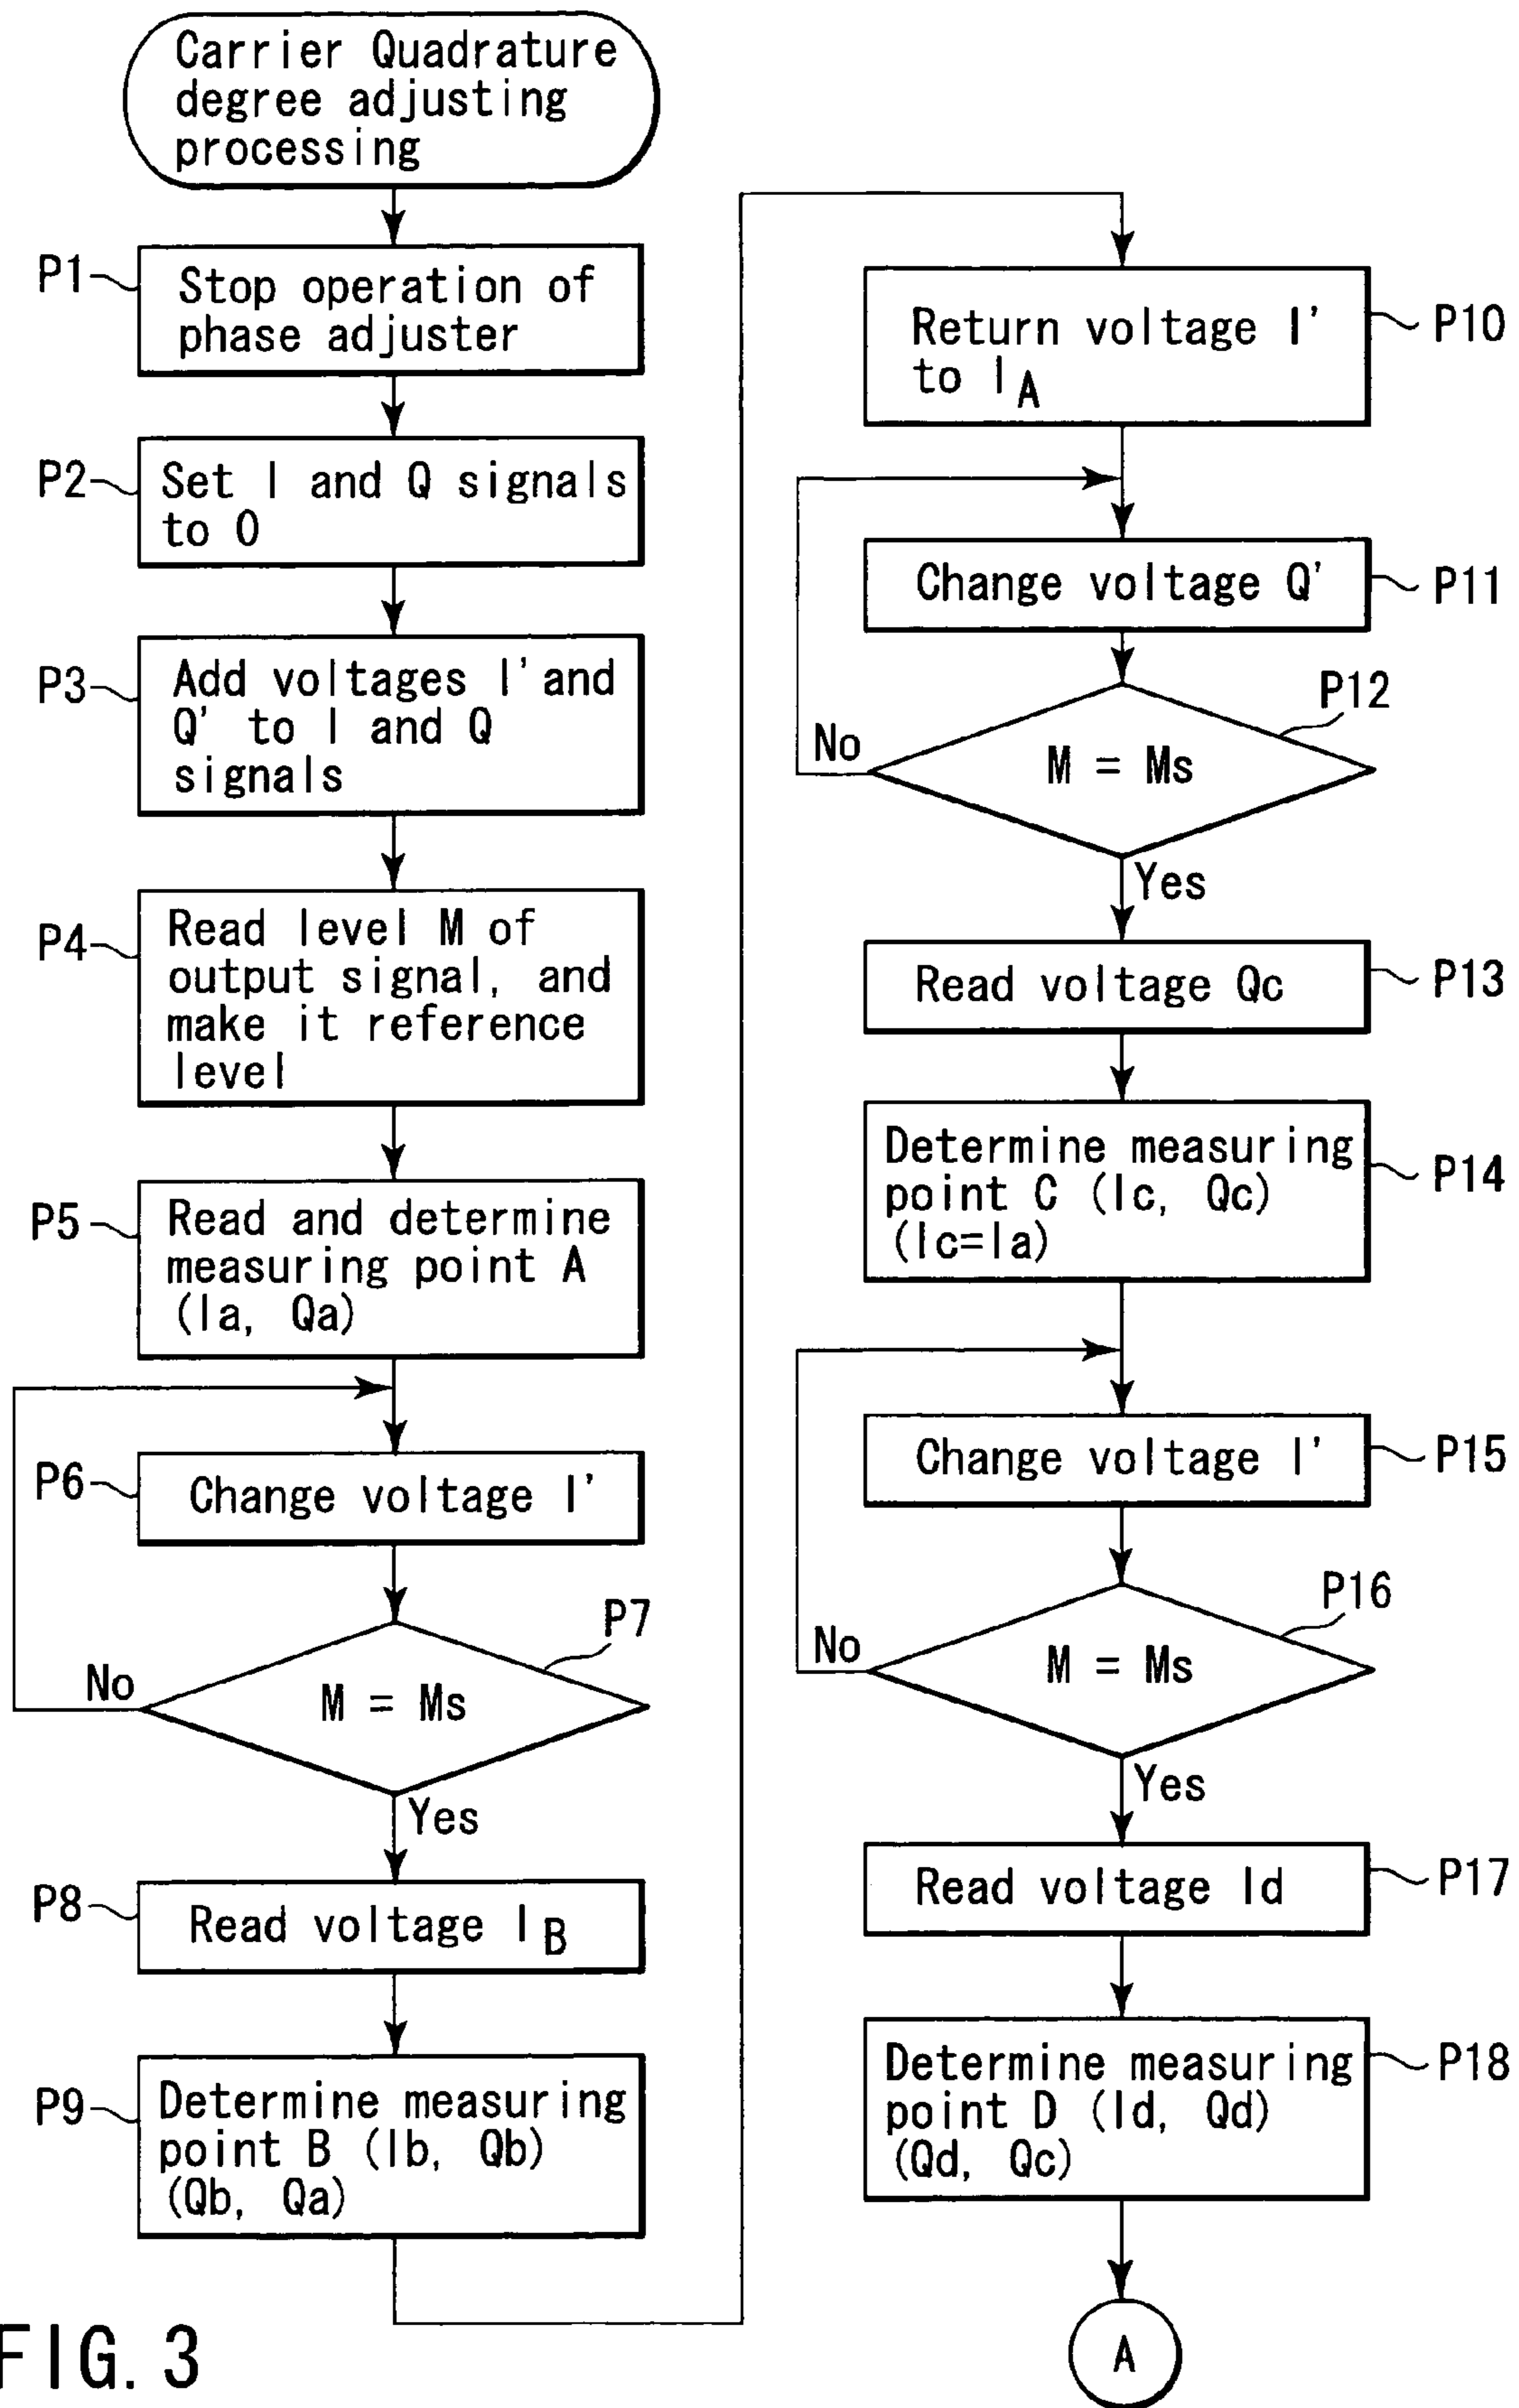 Carrier Quadrature
degree adjusting
processing
P1
Stop operation of
phase adjuster
P2
Set I and Q signals
to 0
P3
Add voltages I' and
Q' to I and Q
signals
P4
Read level M of
output signal, and
make it reference
level
P5
Read and determine
measuring point A
(Ia, Qa)
P6
Change voltage I'
P7
No
M = Ms
Yes
P8
Read voltage IB
P9
Determine measuring
point B (Ib, Qb)
(Qb, Qa)
P10
Return voltage I'
to IA
P11
Change voltage Q'
P12
No
M = Ms
Yes
P13
Read voltage Qc
P14
Determine measuring
point C (Ic, Qc)
(Ic=Ia)
P15
Change voltage I'
P16
No
M = Ms
Yes
P17
Read voltage Id
P18
Determine measuring
point D (Id, Qd)
(Qd, Qc)
A
FIG. 3